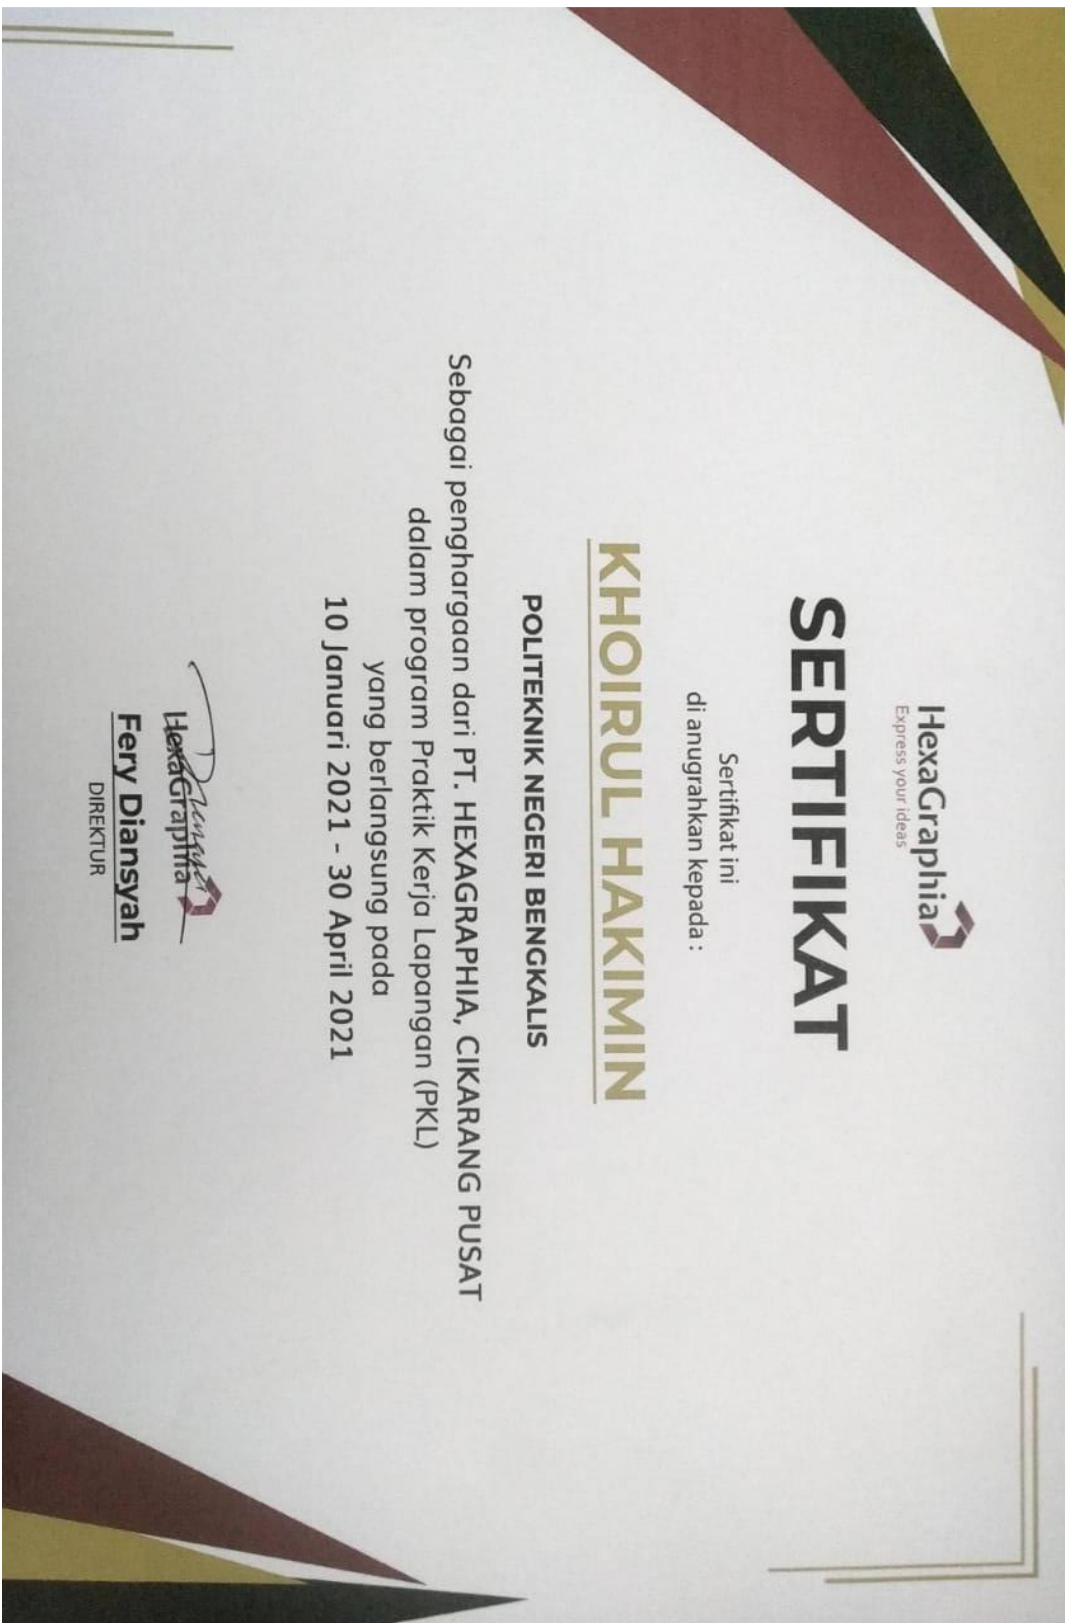 HexaGraphia
Express your ideas
SERTIFIKAT
Sertifikat ini
di anugrahkan kepada :
KHOIRUL HAKIMIN
POLITEKNIK NEGERI BENGKALIS
Sebagai penghargaan dari PT. HEXAGRAPHIA, CIKARANG PUSAT
dalam program Praktik Kerja Lapangan (PKL)
yang berlangsung pada
10 Januari 2021 - 30 April 2021
HexaGraphia
Fery Diansyah
DIREKTUR